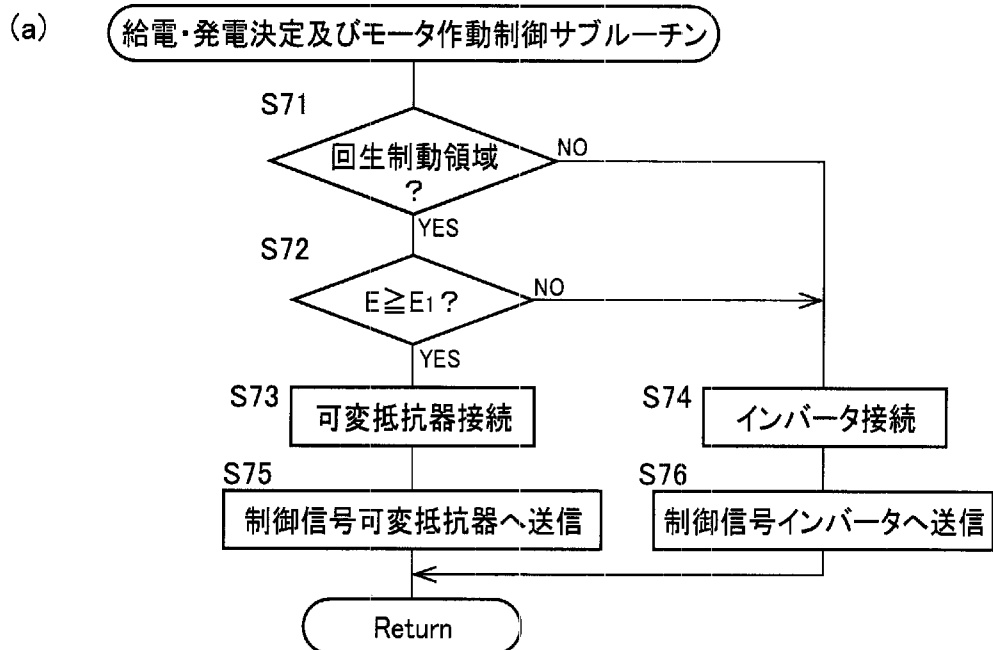 (a)
給電・発電決定及びモータ作動制御サブルーチン
S71
回生制動領域
?
NO
YES
S72
E≧E1?
NO
YES
S73
可変抵抗器接続
S74
インバータ接続
S75
制御信号可変抵抗器へ送信
S76
制御信号インバータへ送信
Return